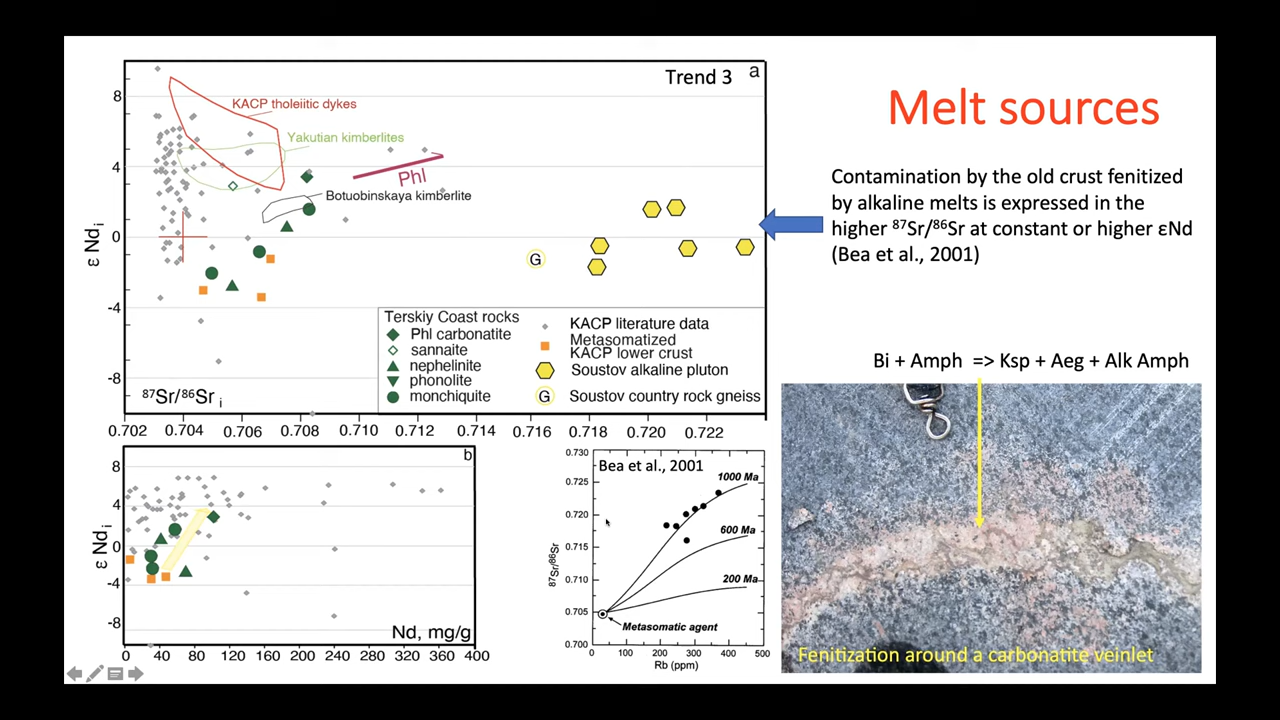 Trend 3
a
Melt sources
8
4
0
-4
-8
ε Nd i
KACP tholeiitic dykes
Yakutian kimberlites
Phl
Botuobinskaya kimberlite
G
Terskiy Coast rocks
Phl carbonatite
sannaite
nephelinite
phonolite
monchiquite
KACP literature data
Metasomatized
KACP lower crust
Soustov alkaline pluton
G Soustov country rock gneiss
87Sr/86Sr i
0.702 0.704 0.706 0.708 0.710 0.712 0.714 0.716 0.718 0.720 0.722
Contamination by the old crust fenitized
by alkaline melts is expressed in the
higher 87Sr/86Sr at constant or higher εNd
(Bea et al., 2001)
Bi + Amph => Ksp + Aeg + Alk Amph
b
8
4
0
-4
-8
ε Nd i
Nd, mg/g
0 40 80 120 160 200 240 280 320 360 400
Bea et al., 2001
0.730
0.725
0.720
0.715
0.710
0.705
0.700
87Sr/86Sr
1000 Ma
600 Ma
200 Ma
Metasomatic agent
0 100 200 300 400 500
Rb (ppm)
Fenitization around a carbonatite veinlet